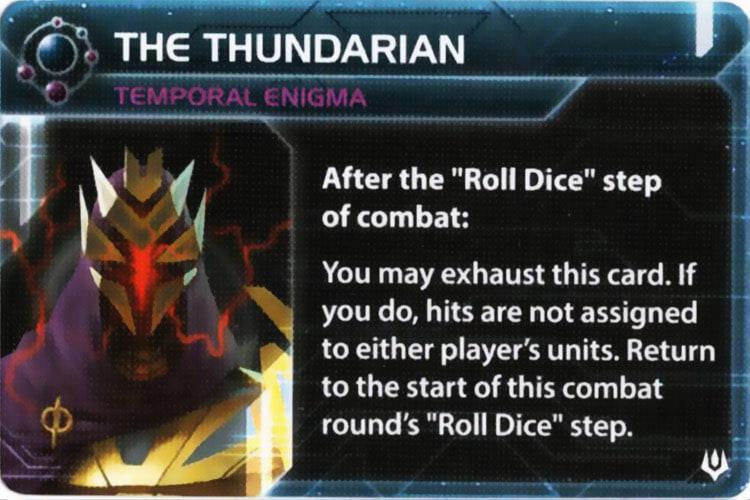 THE THUNDARIAN
TEMPORAL ENIGMA
After the "Roll Dice" step
of combat:
You may exhaust this card. If
you do, hits are not assigned
to either player's units. Return
to the start of this combat
round's "Roll Dice" step.